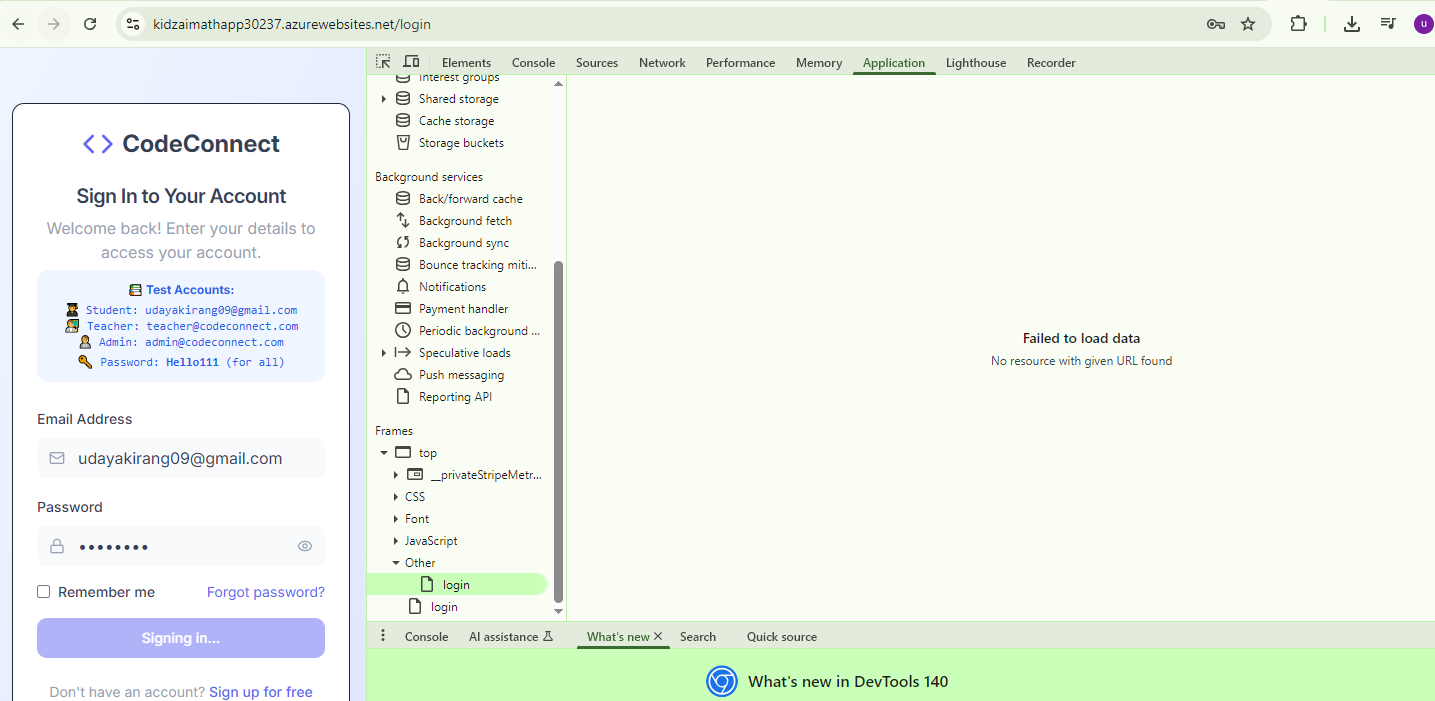 kidzaimathapp30237.azurewebsites.net/login
u
CodeConnect
Sign In to Your Account
Welcome back! Enter your details to
access your account.
Test Accounts:
Student: udayakirang09@gmail.com
Teacher: teacher@codeconnect.com
Admin: admin@codeconnect.com
Password: Hello111 (for all)
Email Address
udayakirang09@gmail.com
Password
••••••••
Remember me
Forgot password?
Signing in...
Don't have an account? Sign up for free
Elements Console Sources Network Performance Memory Application Lighthouse Recorder
Interest groups
Shared storage
Cache storage
Storage buckets
Background services
Back/forward cache
Background fetch
Background sync
Bounce tracking miti...
Notifications
Payment handler
Periodic background ...
Speculative loads
Push messaging
Reporting API
Frames
top
__privateStripeMetr...
CSS
Font
JavaScript
Other
login
login
Failed to load data
No resource with given URL found
Console AI assistance What's new Search Quick source
What's new in DevTools 140